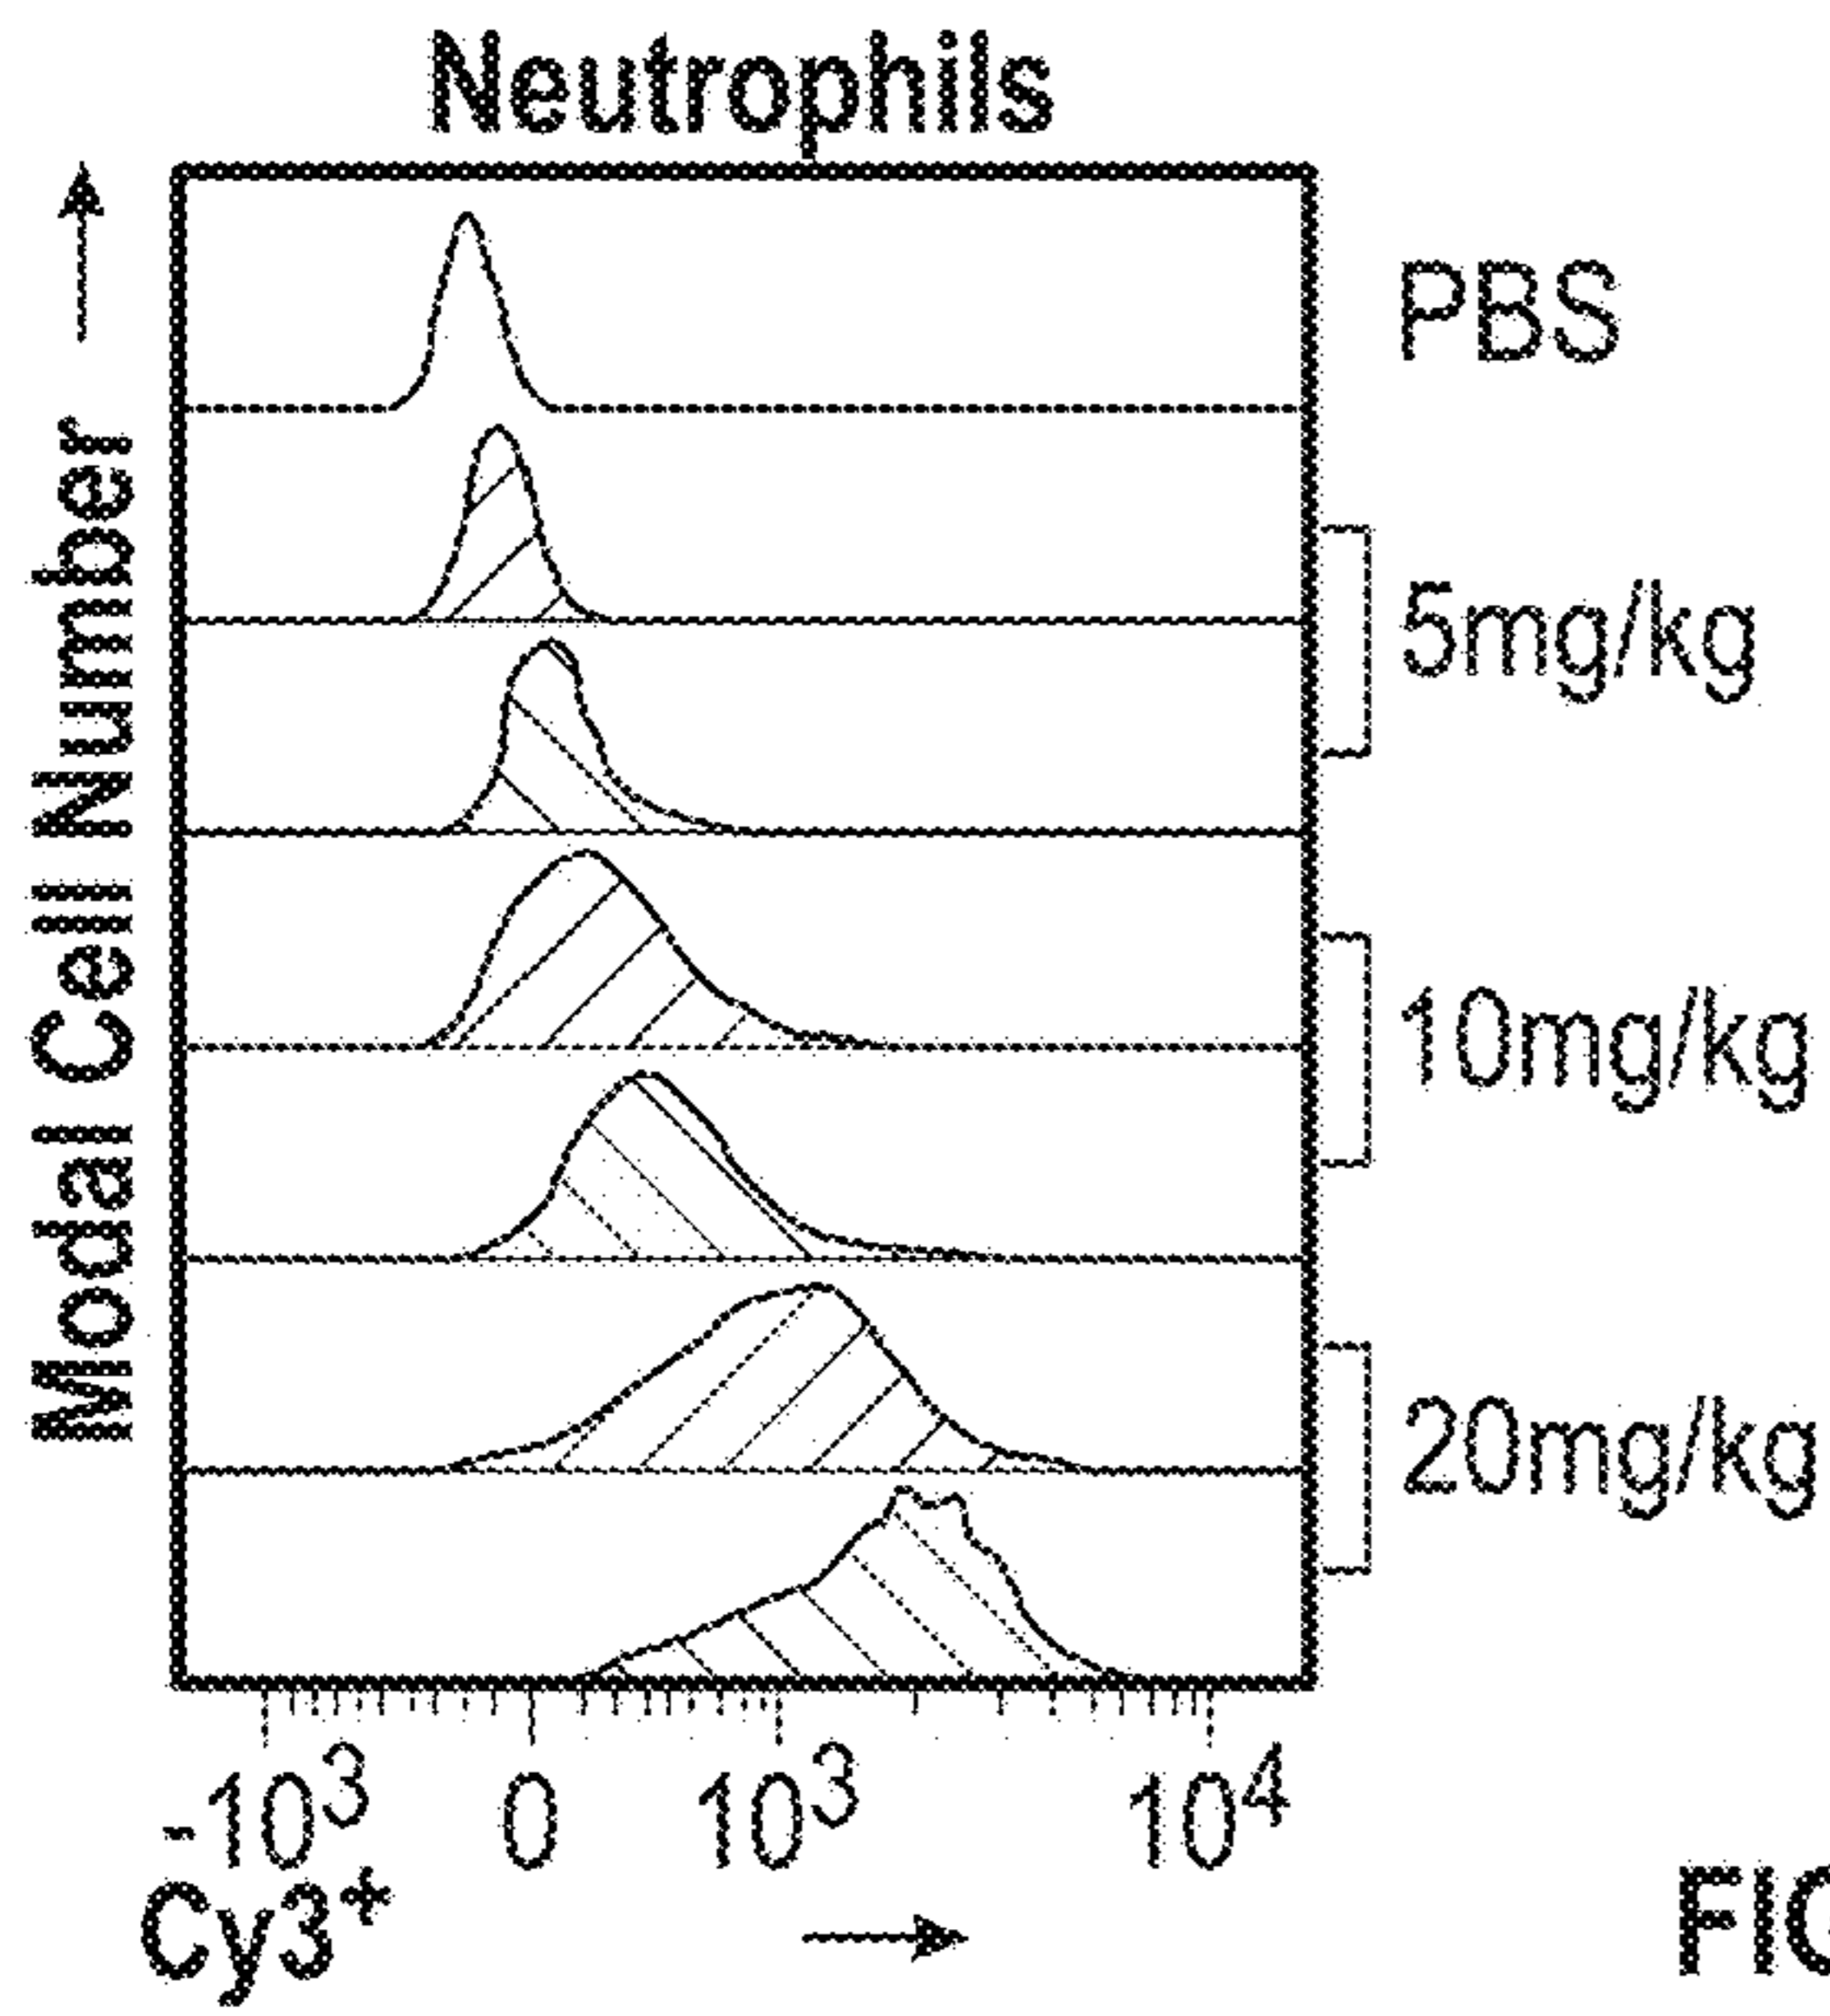 Neutrophils
Modal Cell Number
PBS
5mg/kg
10mg/kg
20mg/kg
-10³ 0 10³ 10⁴
Cy3⁺